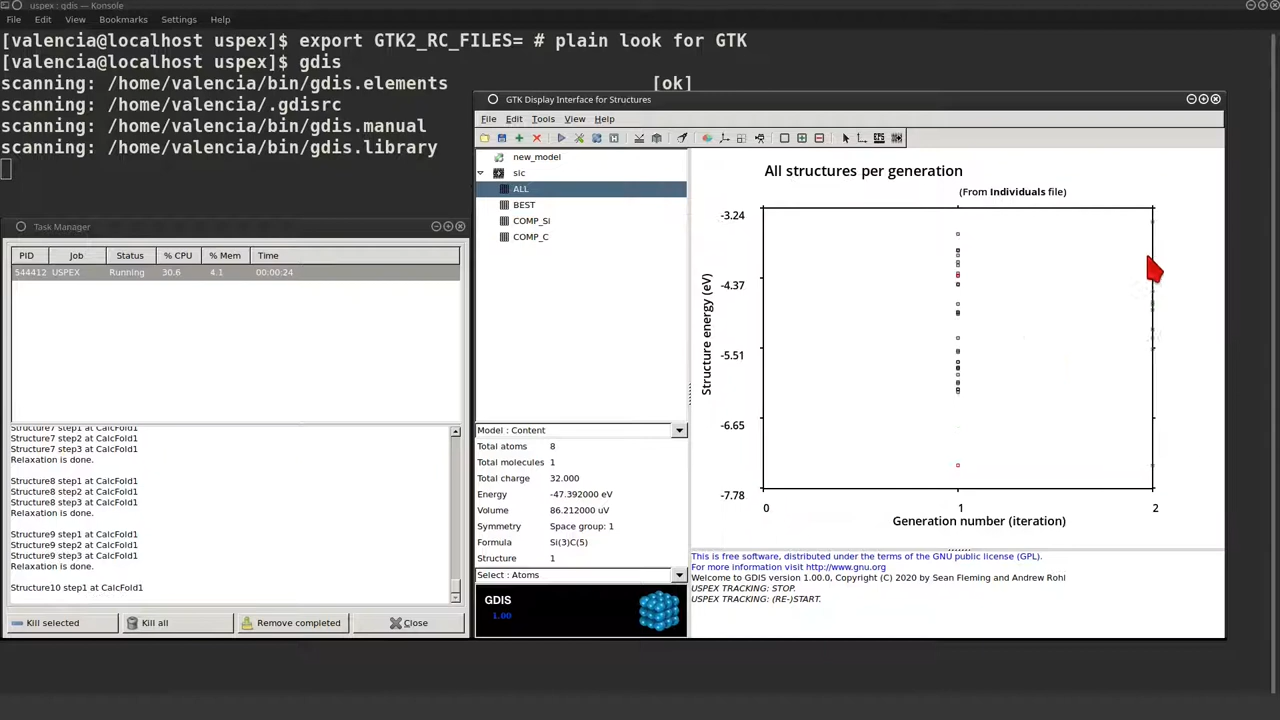 uspex : gdis — Konsole
File Edit View Bookmarks Settings Help
[valencia@localhost uspex]$ export GTK2_RC_FILES= # plain look for GTK
[valencia@localhost uspex]$ gdis
scanning: /home/valencia/bin/gdis.elements [ok]
scanning: /home/valencia/.gdisrc
scanning: /home/valencia/bin/gdis.manual
scanning: /home/valencia/bin/gdis.library
Task Manager
PID Job Status % CPU % Mem Time
544412 USPEX Running 30.6 4.1 00:00:24
Structure7 step1 at CalcFold1
Structure7 step2 at CalcFold1
Structure7 step3 at CalcFold1
Relaxation is done.
Structure8 step1 at CalcFold1
Structure8 step2 at CalcFold1
Structure8 step3 at CalcFold1
Relaxation is done.
Structure9 step1 at CalcFold1
Structure9 step2 at CalcFold1
Structure9 step3 at CalcFold1
Relaxation is done.
Structure10 step1 at CalcFold1
Kill selected Kill all Remove completed Close
GTK Display Interface for Structures
File Edit Tools View Help
new_model
sic
ALL
BEST
COMP_Si
COMP_C
Model : Content
Total atoms 8
Total molecules 1
Total charge 32.000
Energy -47.392000 eV
Volume 86.212000 uV
Symmetry Space group: 1
Formula Si(3)C(5)
Structure 1
Select : Atoms
GDIS
1.00
All structures per generation
(From Individuals file)
Structure energy (eV)
-3.24
-4.37
-5.51
-6.65
-7.78
0 1 2
Generation number (iteration)
This is free software, distributed under the terms of the GNU public license (GPL).
For more information visit http://www.gnu.org
Welcome to GDIS version 1.00.0, Copyright (C) 2020 by Sean Fleming and Andrew Rohl
USPEX TRACKING: STOP.
USPEX TRACKING: (RE-)START.